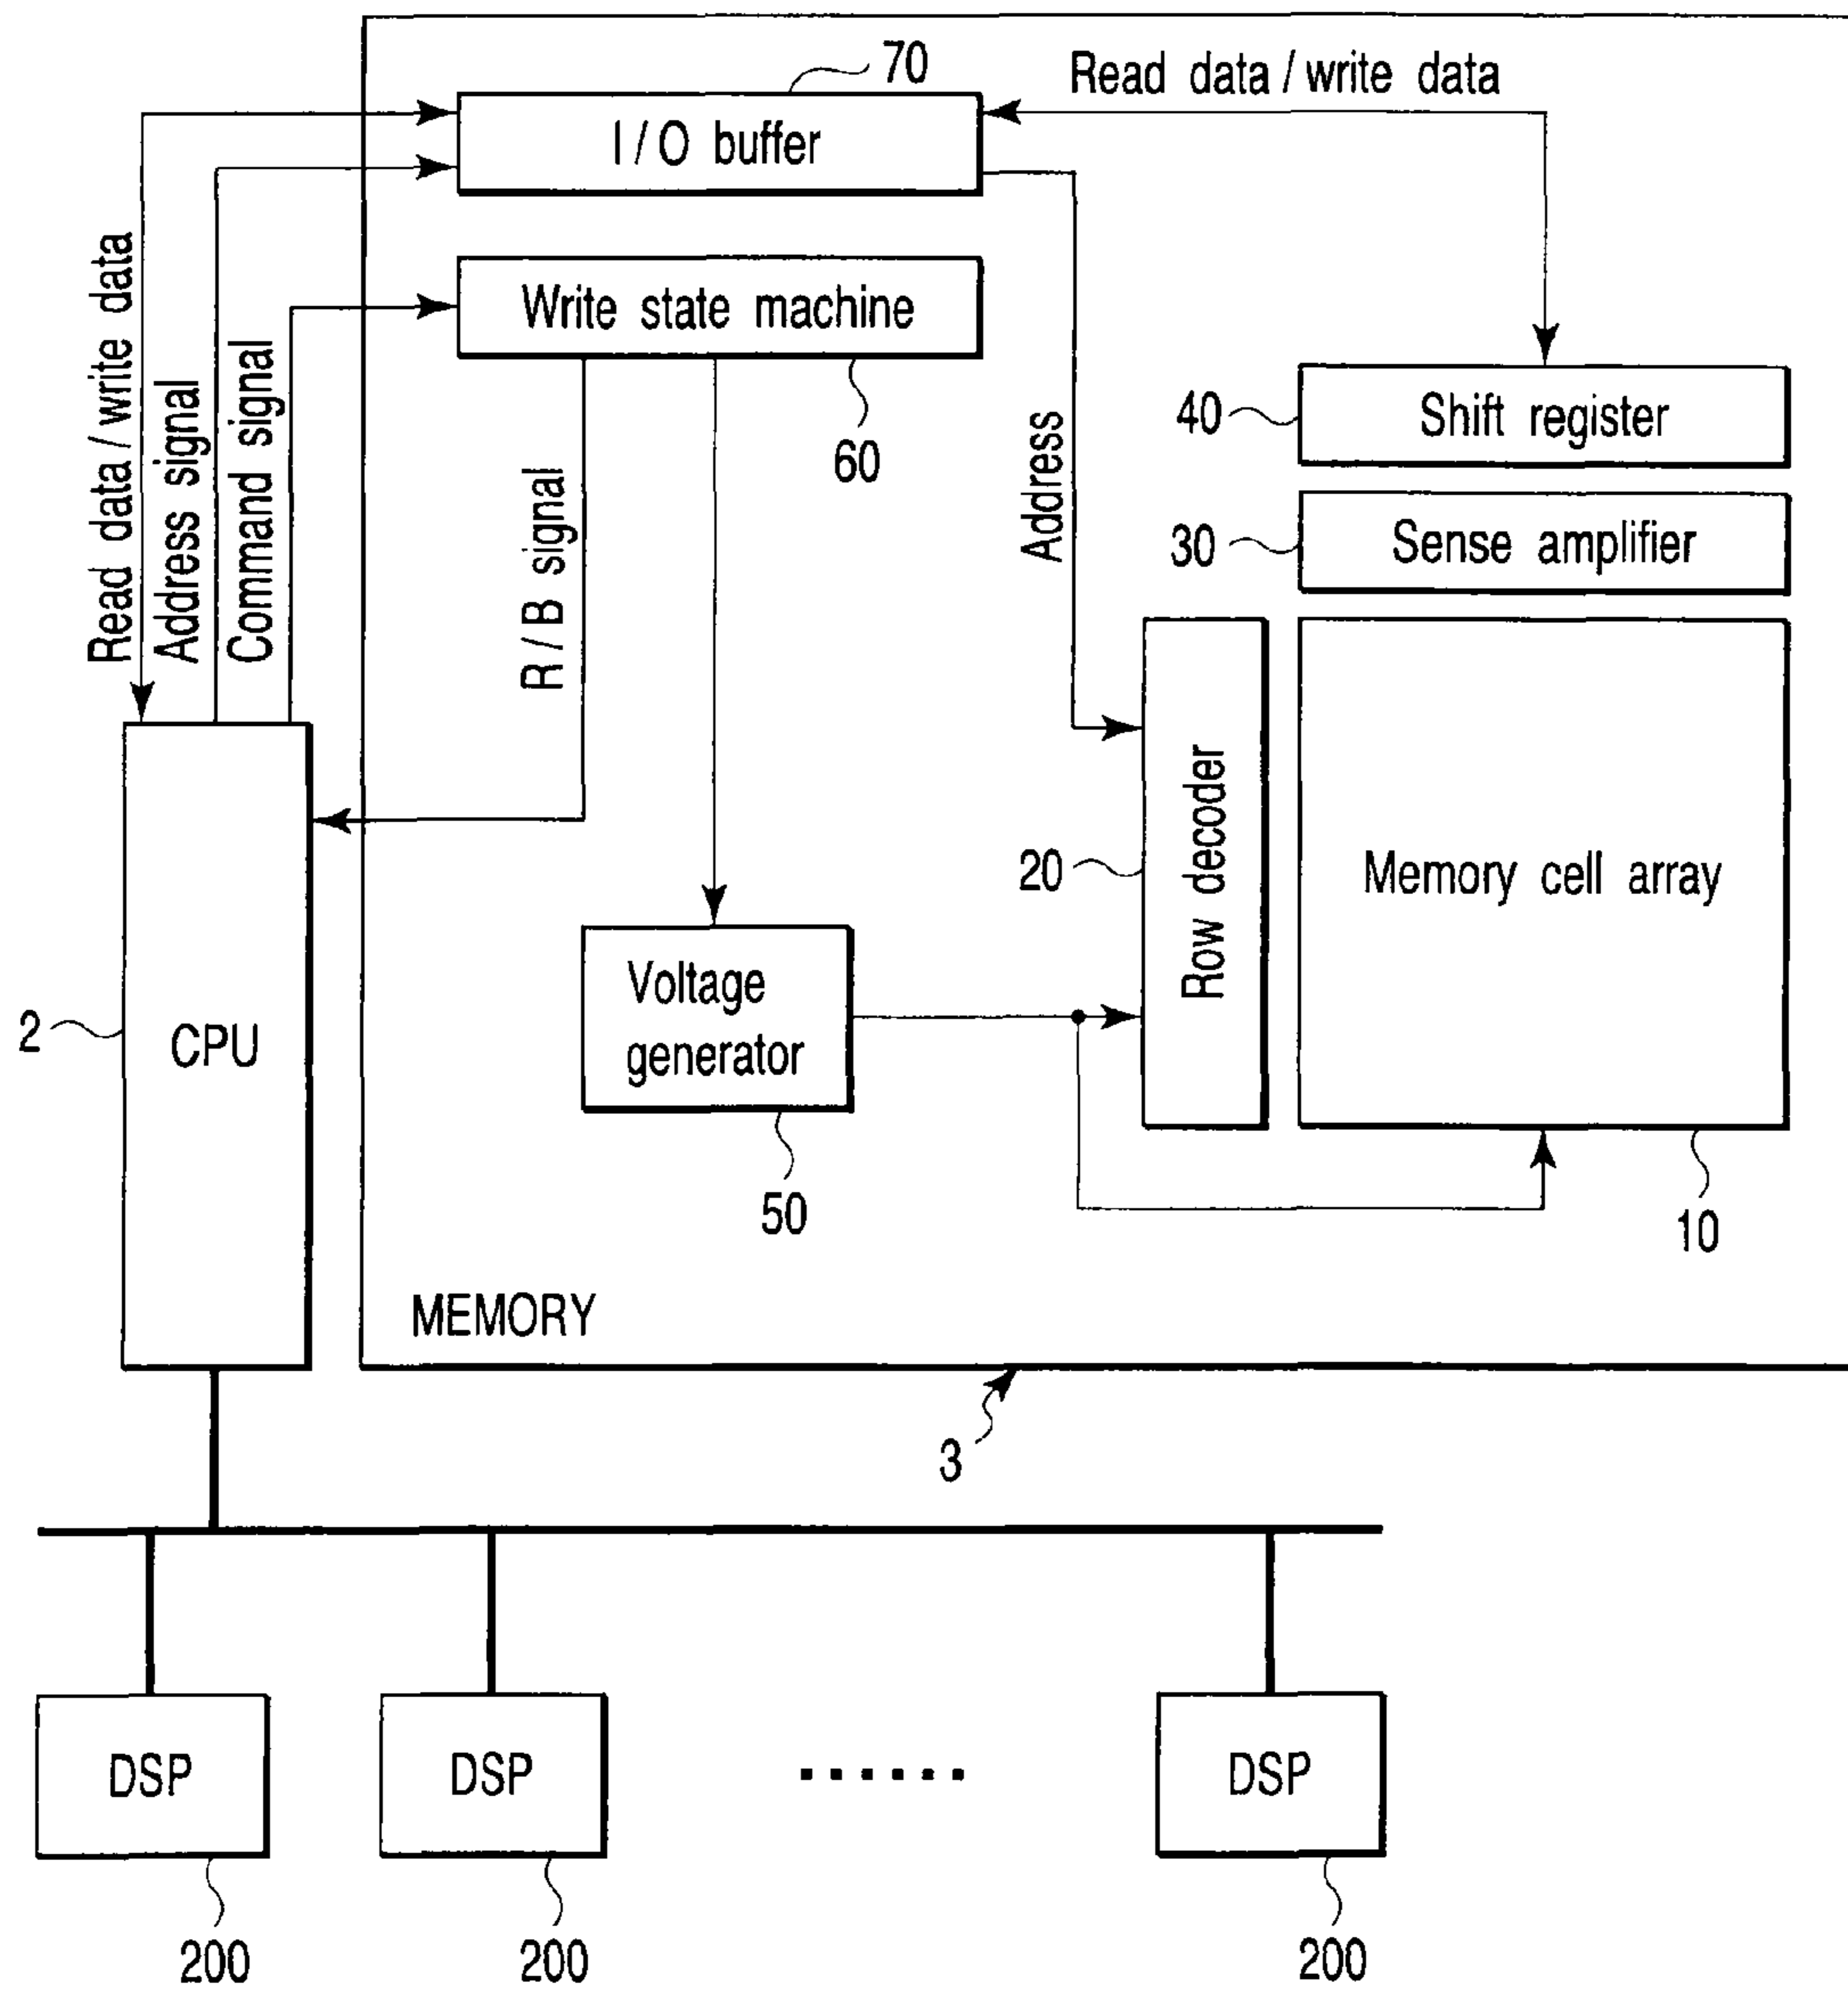 70
Read data / write data
I / O buffer
Read data / write data
Address signal
Command signal
Write state machine
60
R / B signal
Address
40
Shift register
30
Sense amplifier
20
Row decoder
Memory cell array
2
CPU
Voltage
generator
50
10
MEMORY
3
DSP
DSP
......
DSP
200
200
200